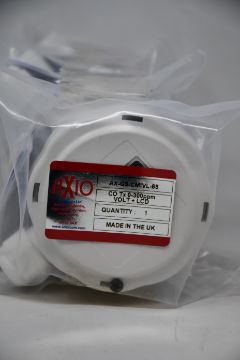 aXIO
AX-GS-CM/VL-65
CO Tx 0-300ppm
VOLT + LCD
QUANTITY : 1
MADE IN THE UK